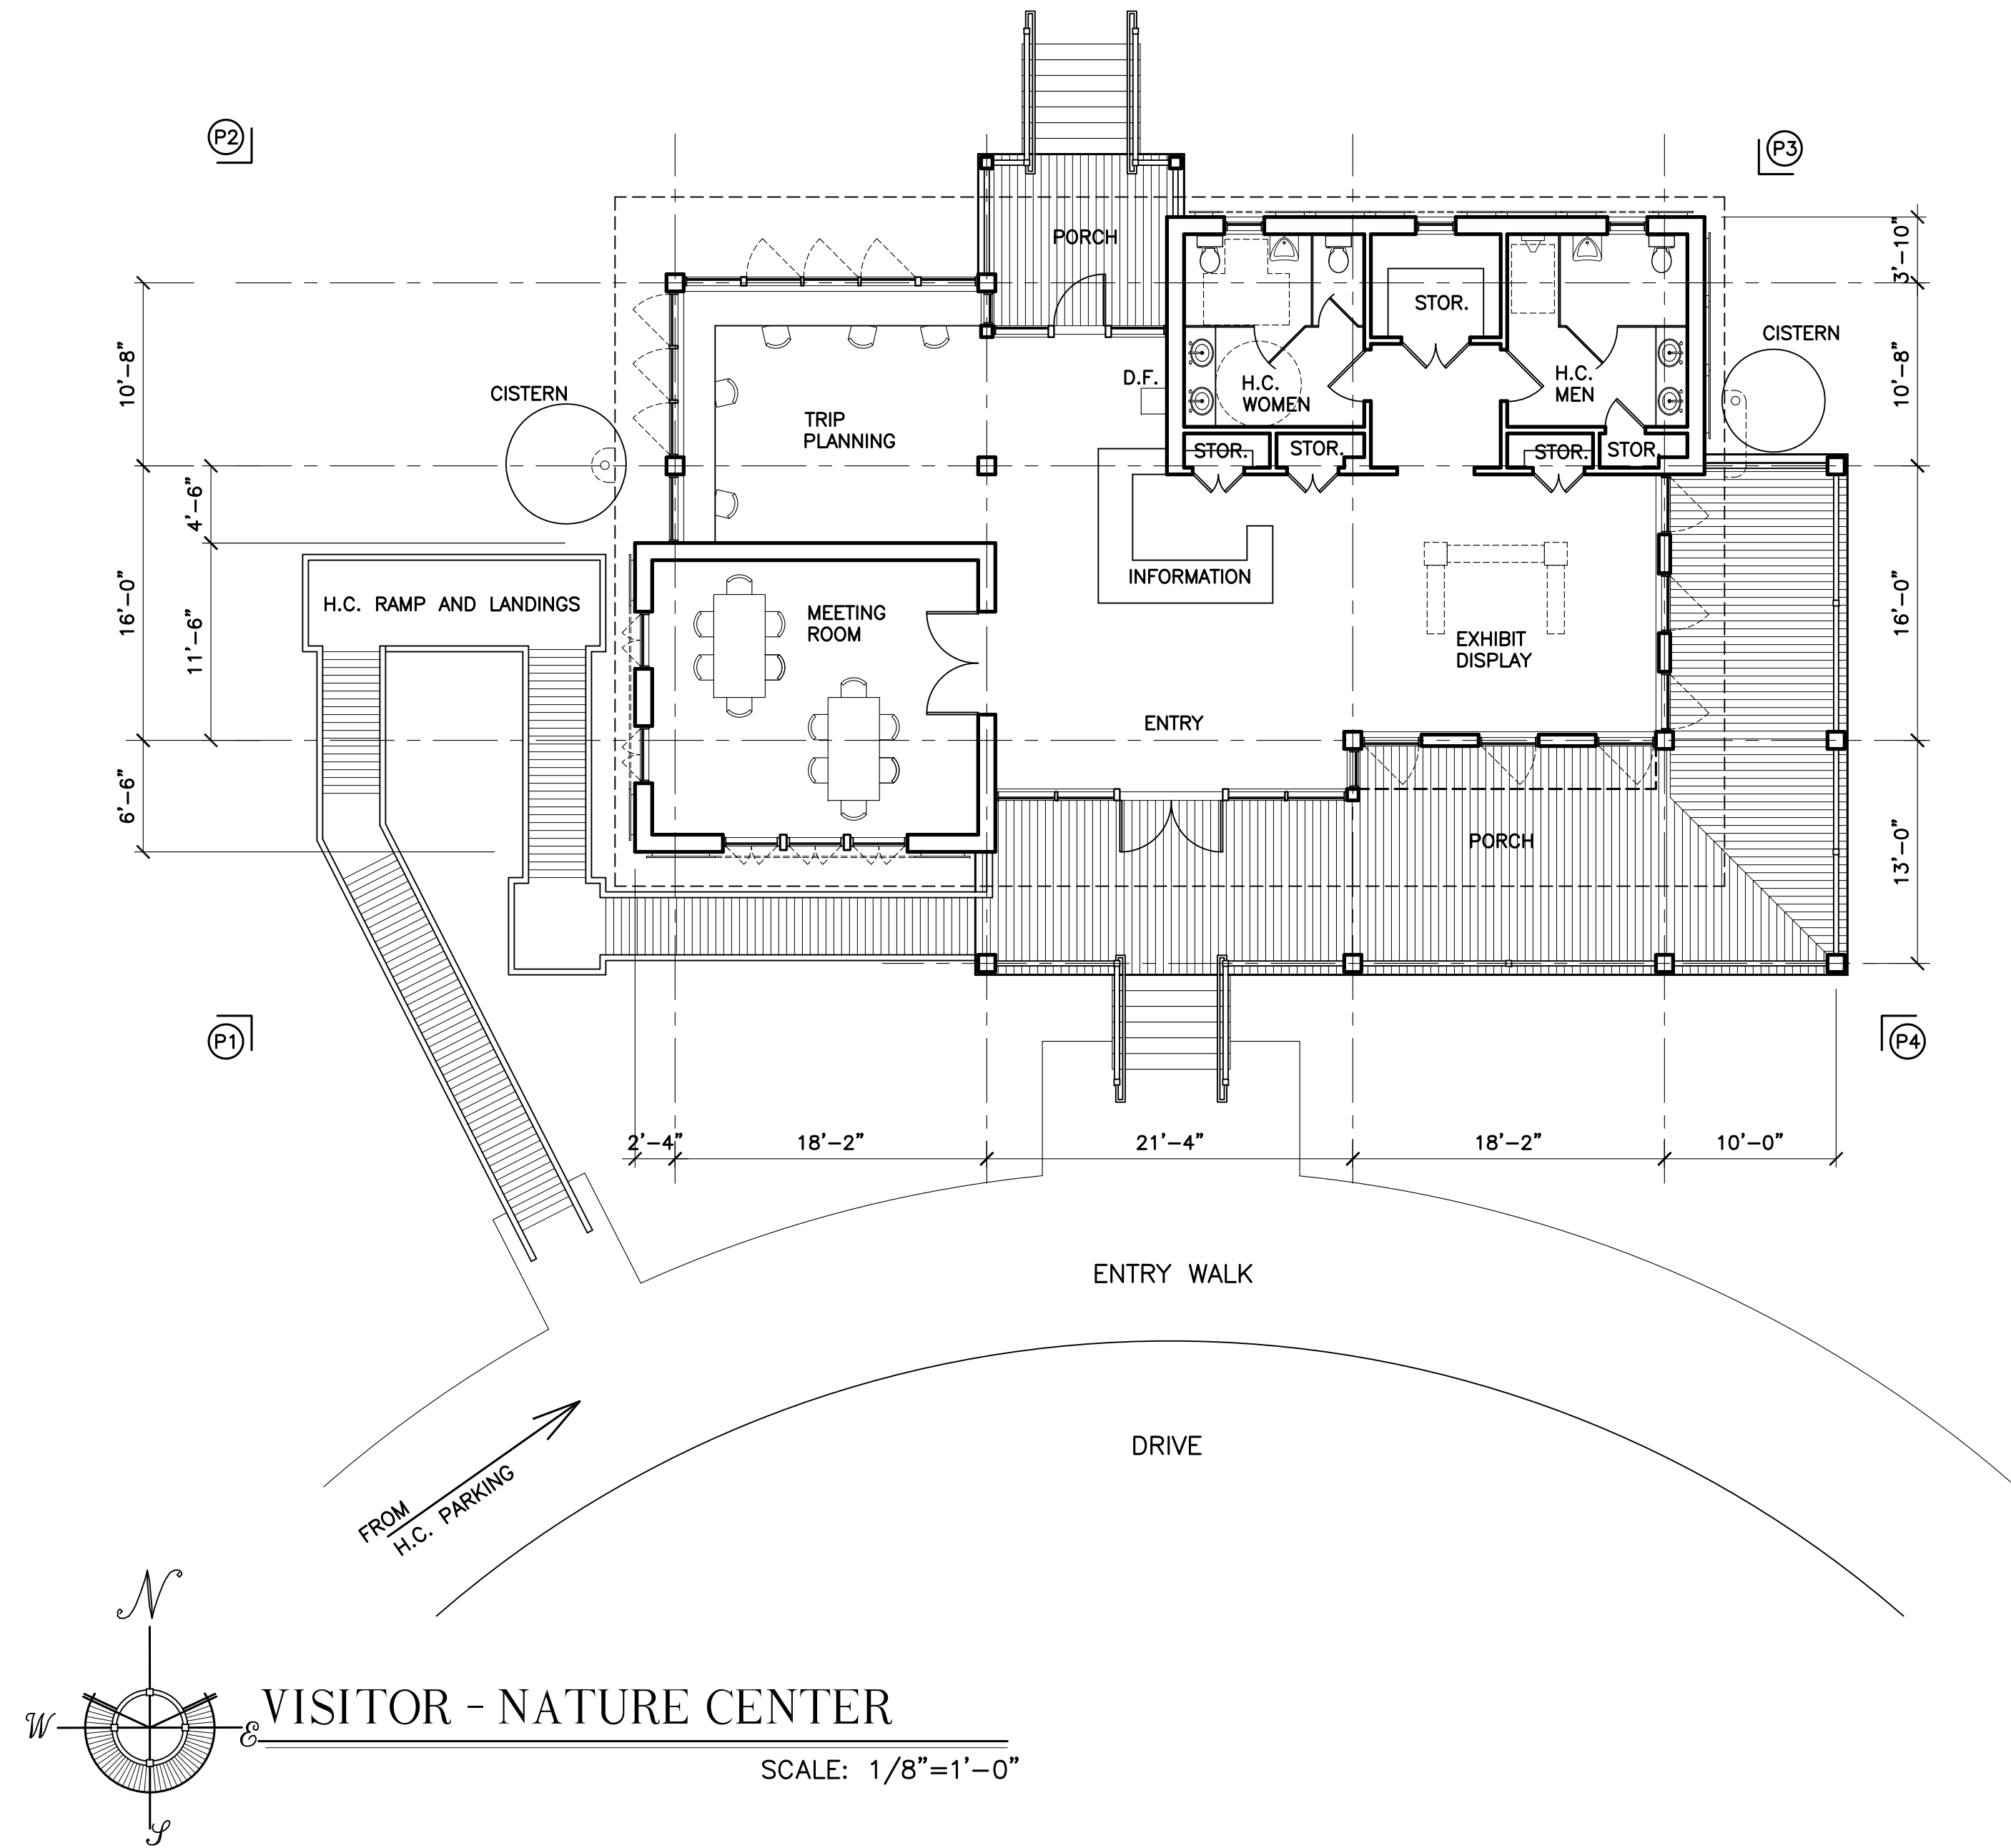 P2
P3
PORCH
3'-10"
STOR.
CISTERN
10'-8"
10'-8"
D.F.
H.C.
WOMEN
H.C.
MEN
CISTERN
TRIP
PLANNING
STOR.
STOR.
STOR.
STOR.
4'-6"
16'-0"
11'-6"
16'-0"
H.C. RAMP AND LANDINGS
INFORMATION
MEETING
ROOM
EXHIBIT
DISPLAY
ENTRY
6'-6"
PORCH
13'-0"
P1
P4
2'-4"
18'-2"
21'-4"
18'-2"
10'-0"
ENTRY WALK
DRIVE
FROM
H.C. PARKING
N
W
E
S
VISITOR - NATURE CENTER
SCALE: 1/8"=1'-0"